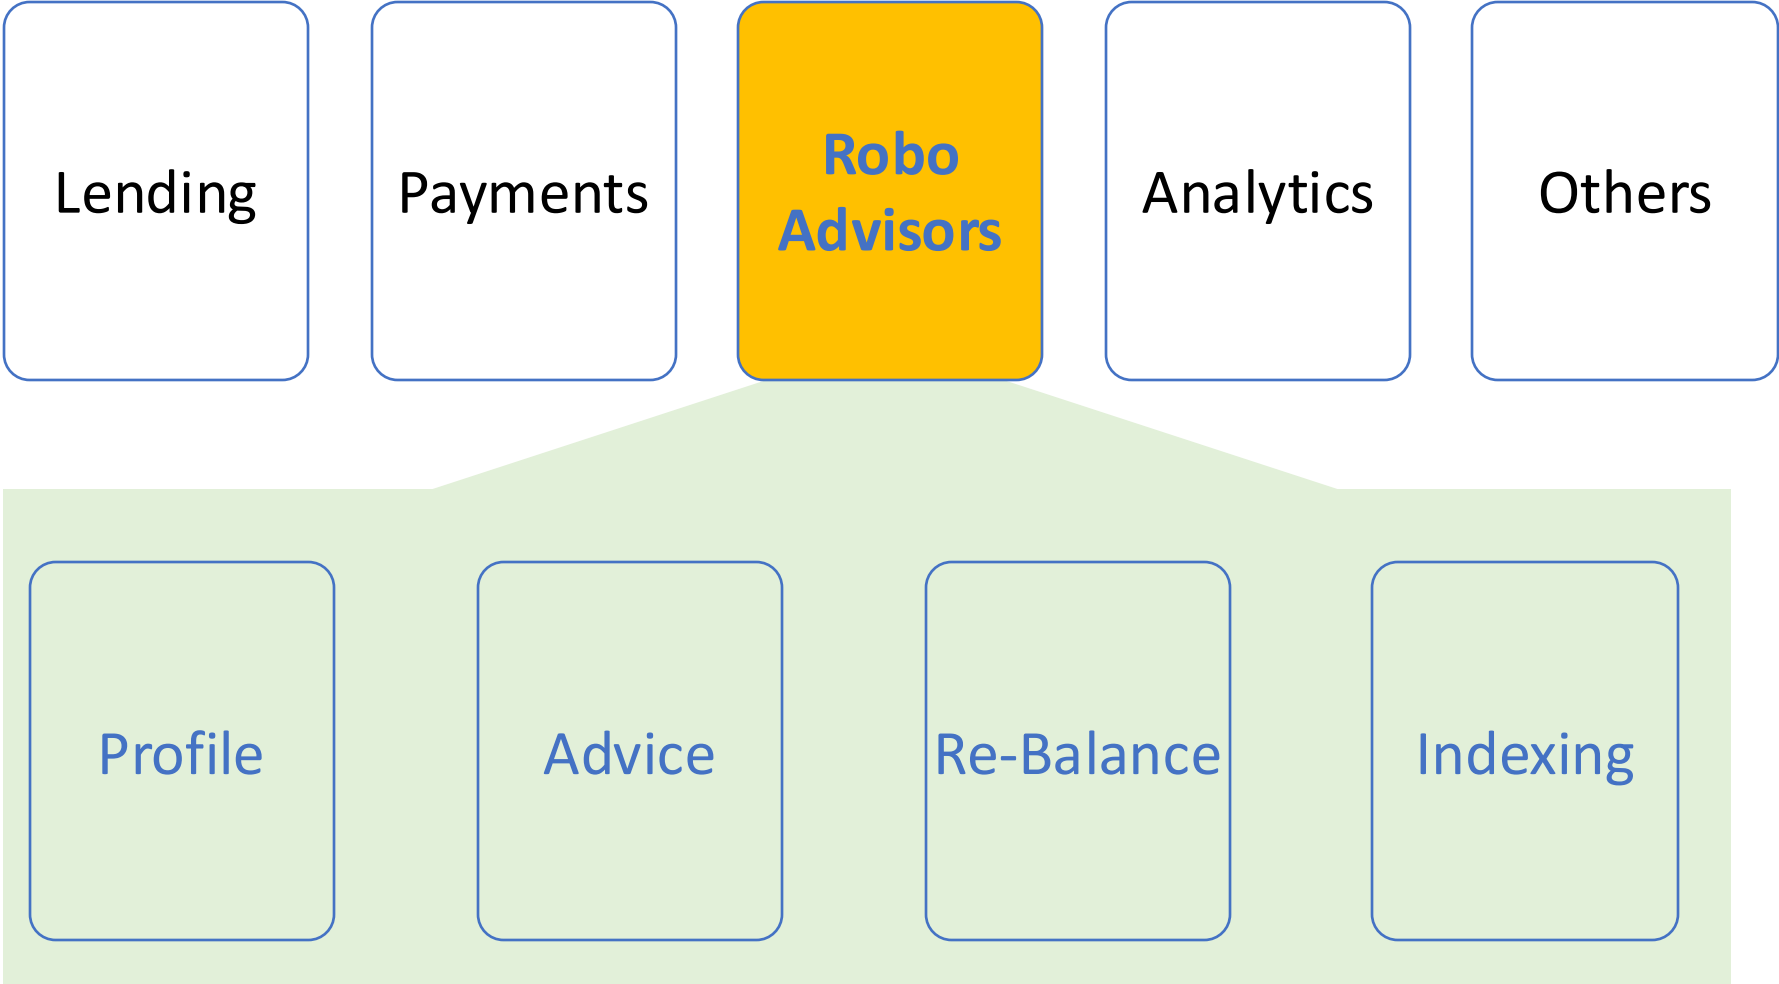 Lending
Payments
Robo
Advisors
Analytics
Others
Profile
Advice
Re-Balance
Indexing